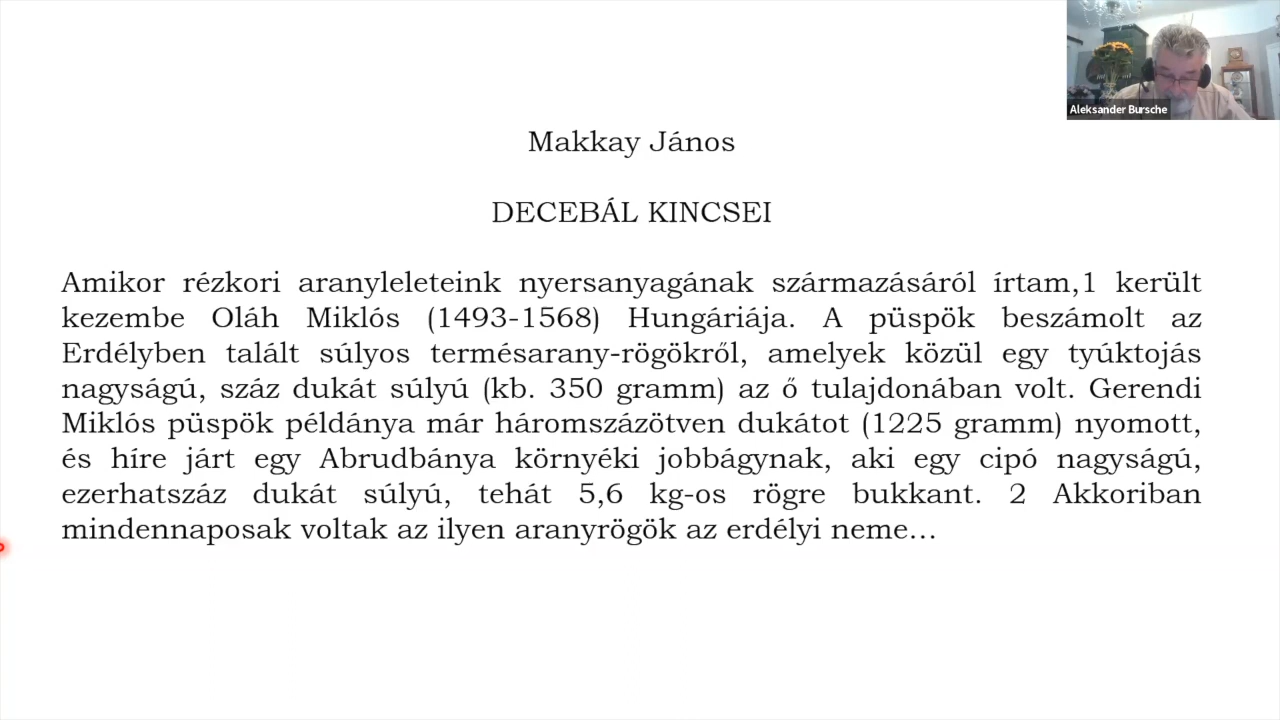 Aleksander Bursche
Makkay János
DECEBÁL KINCSEI
Amikor rézkori aranyleleteink nyersanyagának származásáról írtam,1 került
kezembe Oláh Miklós (1493-1568) Hungáriája. A püspök beszámolt az
Erdélyben talált súlyos termésarany-rögökről, amelyek közül egy tyúktojás
nagyságú, száz dukát súlyú (kb. 350 gramm) az ő tulajdonában volt. Gerendi
Miklós püspök példánya már háromszázötven dukátot (1225 gramm) nyomott,
és híre járt egy Abrudbánya környéki jobbágynak, aki egy cipó nagyságú,
ezerhatszáz dukát súlyú, tehát 5,6 kg-os rögre bukkant. 2 Akkoriban
mindennaposak voltak az ilyen aranyrögök az erdélyi neme…